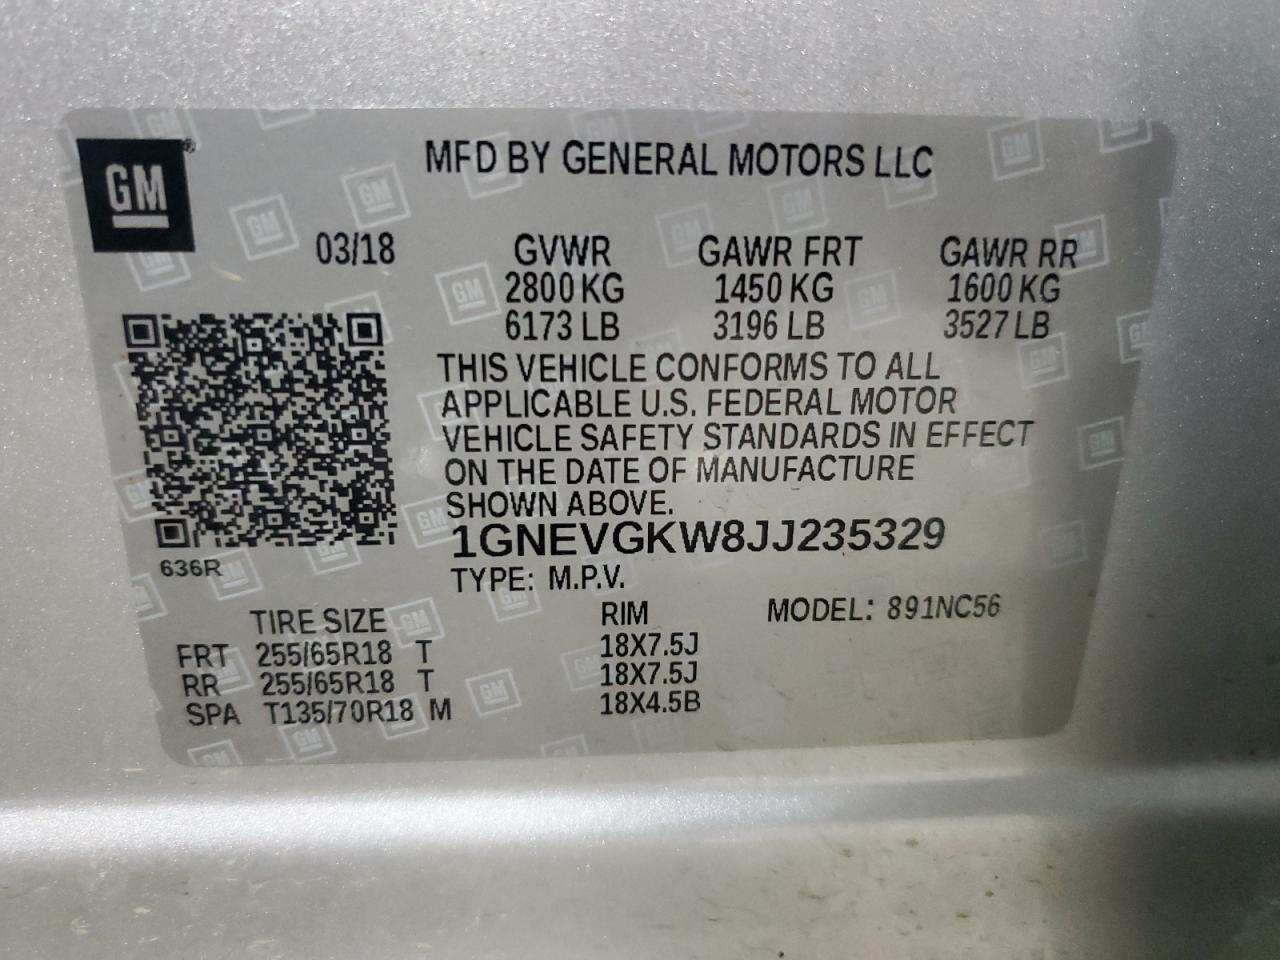 GM
MFD BY GENERAL MOTORS LLC
03/18 GVWR GAWR FRT GAWR RR
2800 KG 1450 KG 1600 KG
6173 LB 3196 LB 3527 LB
THIS VEHICLE CONFORMS TO ALL
APPLICABLE U.S. FEDERAL MOTOR
VEHICLE SAFETY STANDARDS IN EFFECT
ON THE DATE OF MANUFACTURE
SHOWN ABOVE.
1GNEVGKW8JJ235329
636R
TYPE: M.P.V.
TIRE SIZE RIM MODEL: 891NC56
FRT 255/65R18 T 18X7.5J
RR 255/65R18 T 18X7.5J
SPA T135/70R18 M 18X4.5B